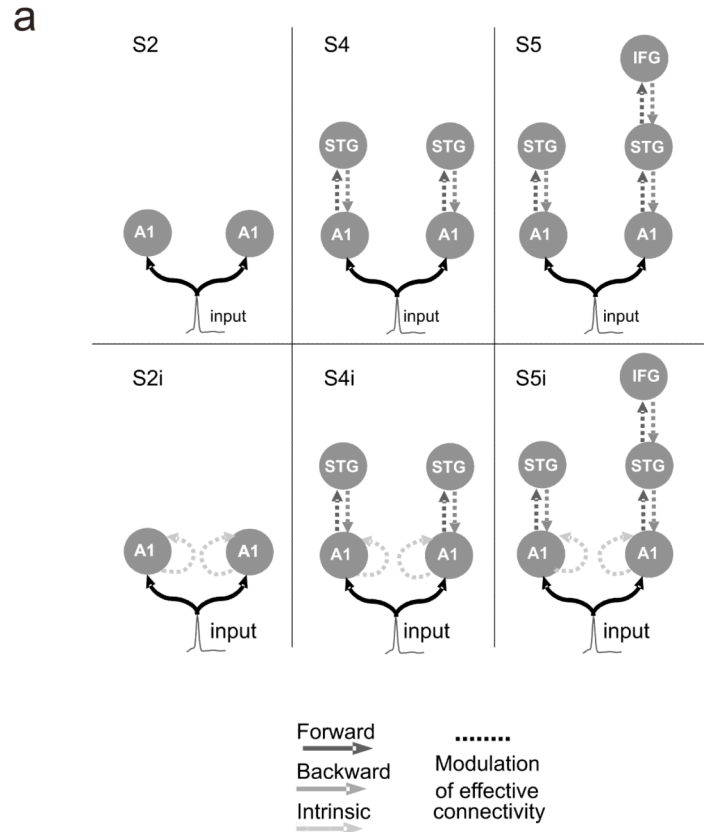 a
S2
S4
S5
IFG
STG
STG
STG
STG
A1
A1
A1
A1
A1
A1
input
input
input
S2i
S4i
S5i
IFG
STG
STG
STG
STG
A1
A1
A1
A1
A1
A1
input
input
input
Forward
Backward
Intrinsic
Modulation
of effective
connectivity